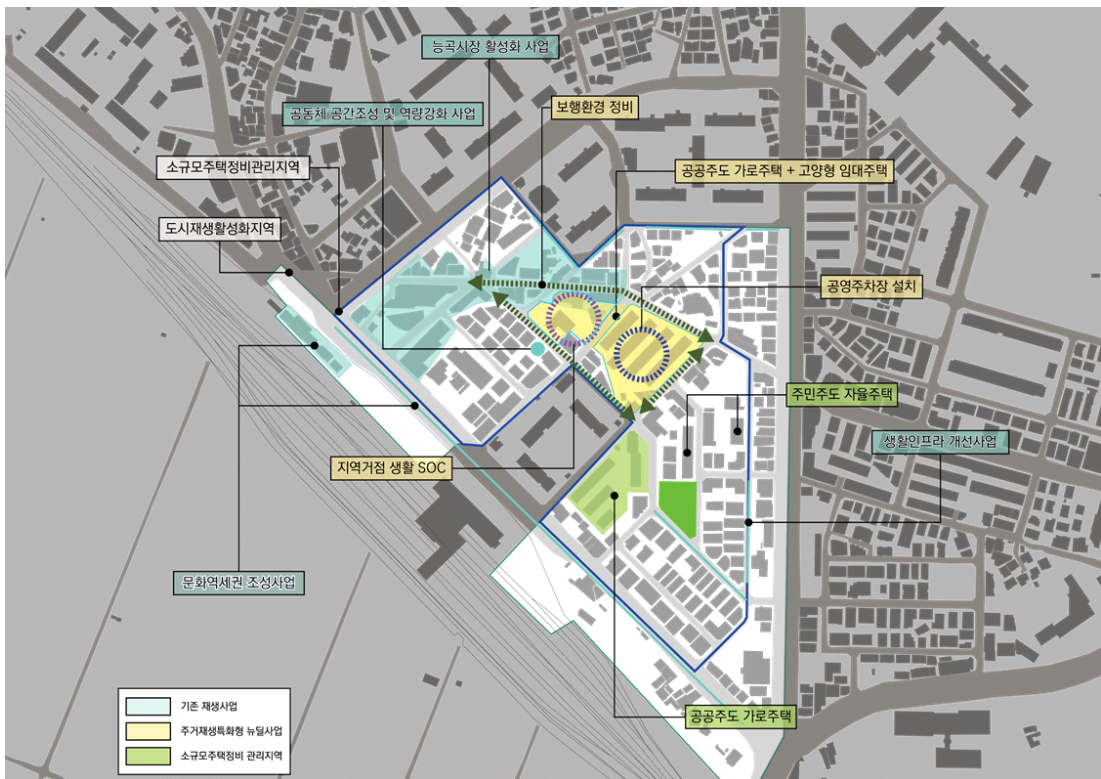 능곡시장 활성화 사업
공동체 공간조성 및 역량강화 사업
보행환경 정비
소규모주택정비관리지역
공공주도 가로주택 + 고양형 임대주택
도시재생활성화지역
공영주차장 설치
주민주도 자율주택
생활인프라 개선사업
지역거점 생활 SOC
문화역세권 조성사업
공공주도 가로주택
기존 재생사업
주거재생특화형 뉴딜사업
소규모주택정비 관리지역